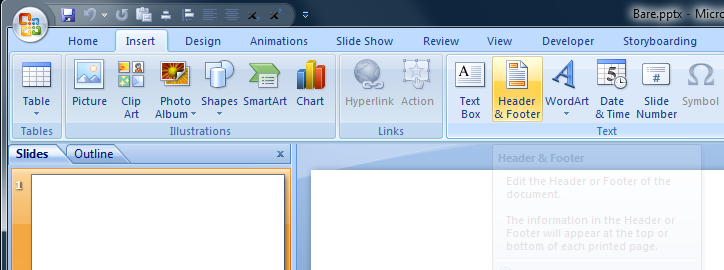 Bare.pptx - Micro
Home Insert Design Animations Slide Show Review View Developer Storyboarding
Table Picture Clip Art Photo Album Shapes SmartArt Chart Hyperlink Action Text Box Header & Footer WordArt Date & Time Slide Number Symbol
Tables Illustrations Links Text
Slides Outline x
1
Header & Footer
Edit the Header or Footer of the
document.
The information in the Header or
Footer will appear at the top or
bottom of each printed page.